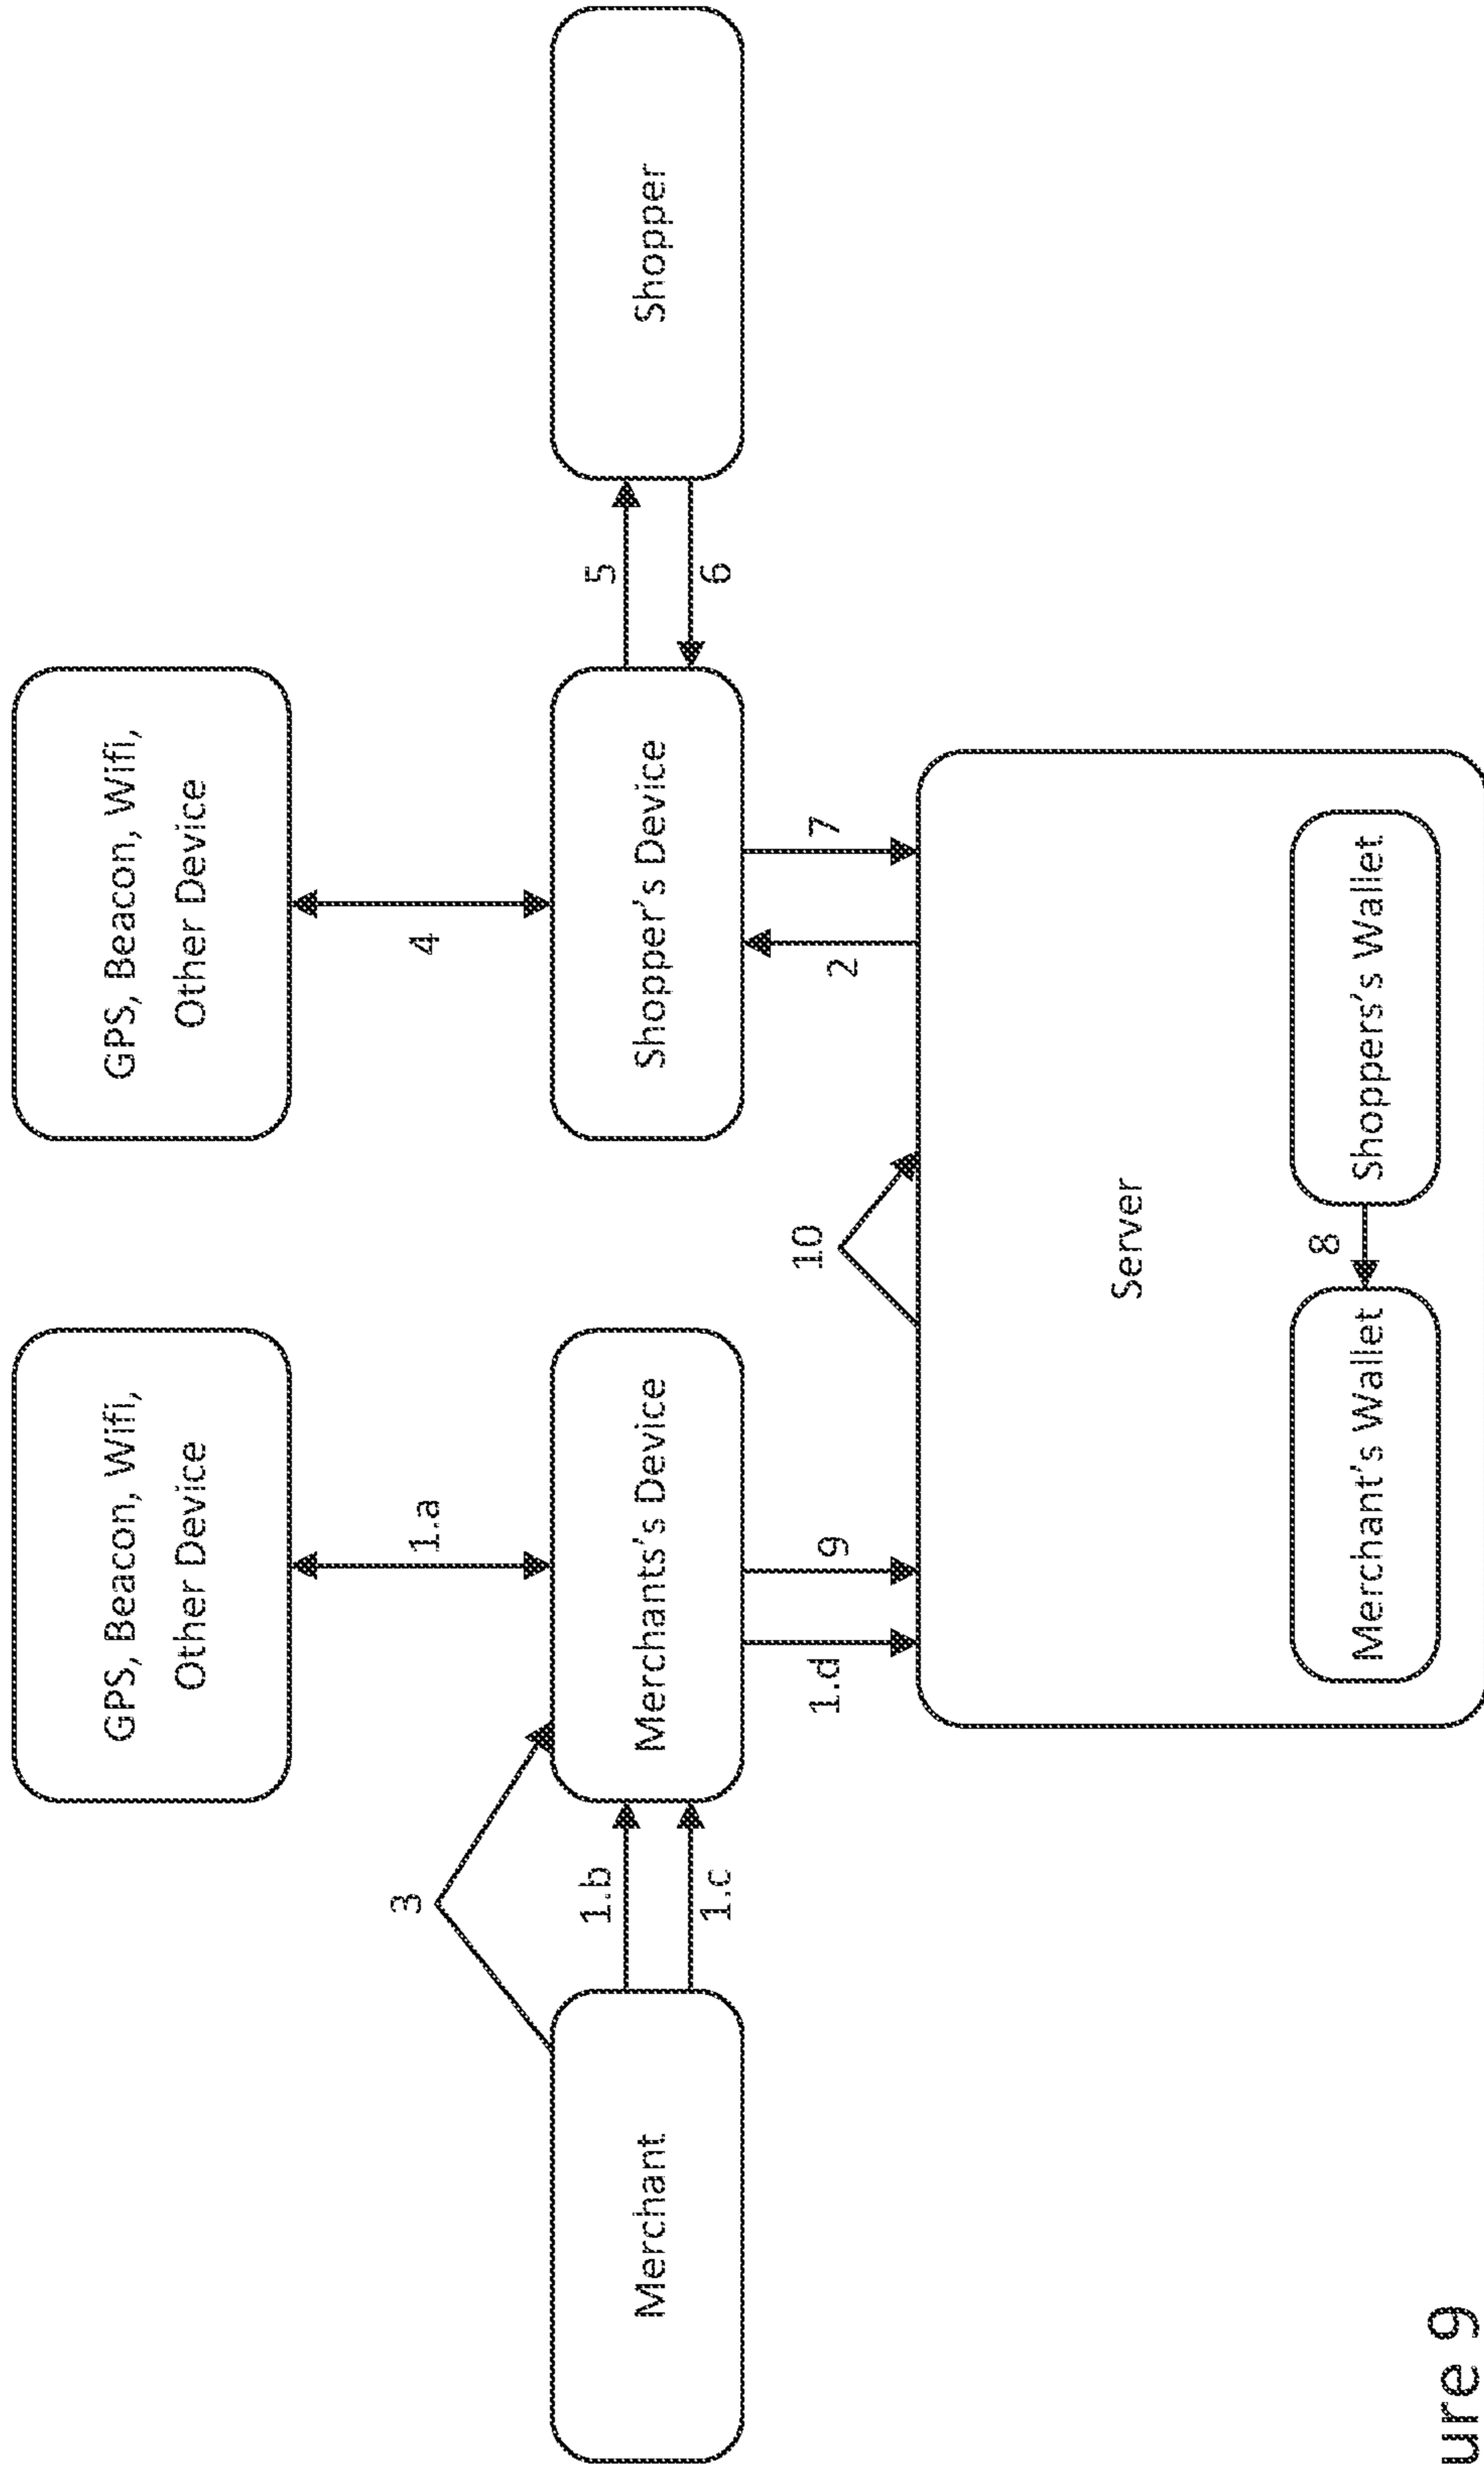 GPS, Beacon, Wifi,
Other Device
GPS, Beacon, Wifi,
Other Device
3
1.a
4
Merchant
1.b
1.c
Merchants's Device
Shopper's Device
5
6
Shopper
1.d
9
10
2
7
Server
Merchant's Wallet
8
Shoppers's Wallet
ure 9